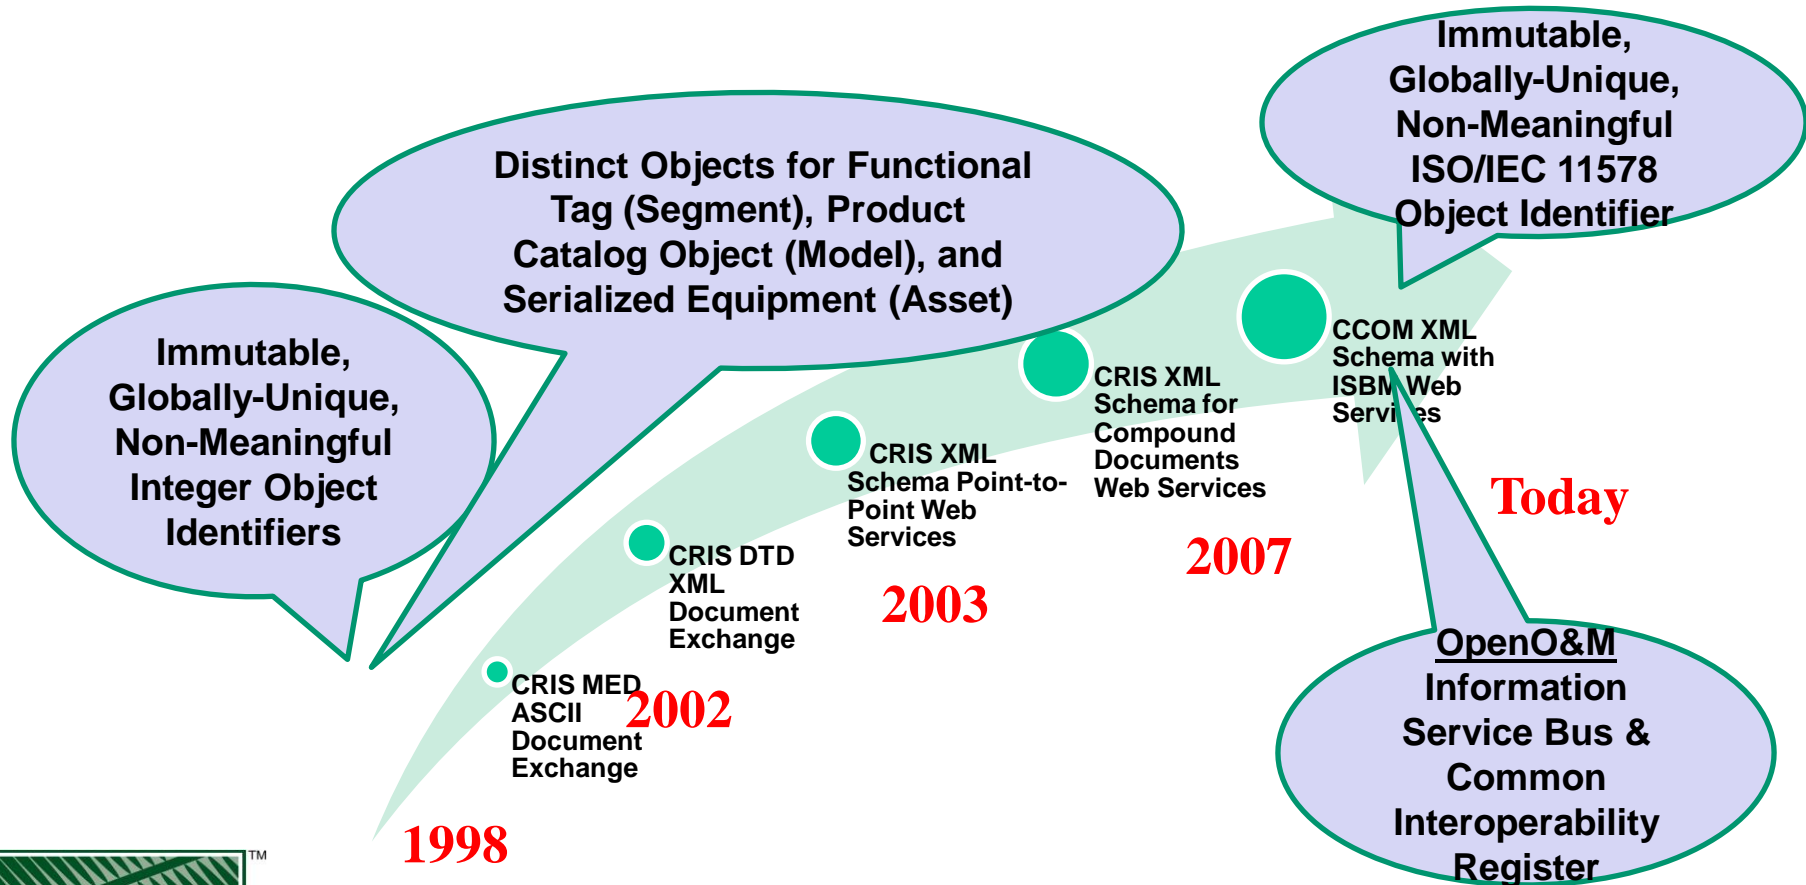 Immutable,
Globally-Unique,
Non-Meaningful
Integer Object
Identifiers
Distinct Objects for Functional
Tag (Segment), Product
Catalog Object (Model), and
Serialized Equipment (Asset)
Immutable,
Globally-Unique,
Non-Meaningful
ISO/IEC 11578
Object Identifier
CRIS MED
ASCII
Document
Exchange
1998
CRIS DTD
XML
Document
Exchange
2002
CRIS XML
Schema Point-to-
Point Web
Services
2003
CRIS XML
Schema for
Compound
Documents
Web Services
2007
CCOM XML
Schema with
ISBM Web
Services
Today
OpenO&M
Information
Service Bus &
Common
Interoperability
Register
TM